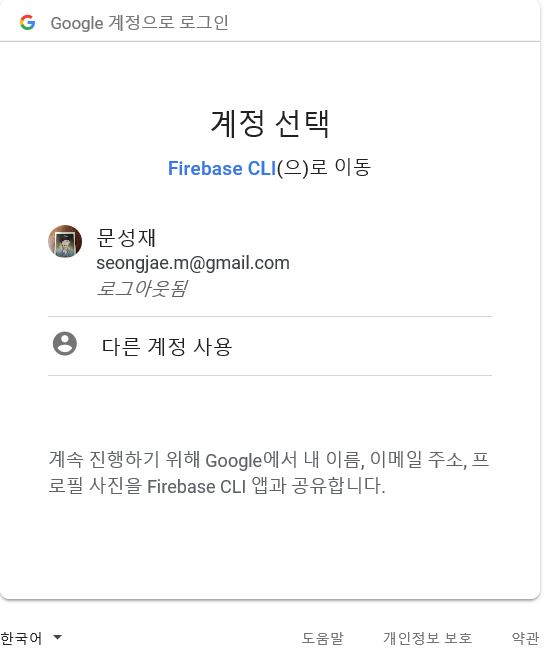 Google 계정으로 로그인
계정 선택
Firebase CLI(으)로 이동
문성재
seongjae.m@gmail.com
로그아웃됨
다른 계정 사용
계속 진행하기 위해 Google에서 내 이름, 이메일 주소, 프
로필 사진을 Firebase CLI 앱과 공유합니다.
한국어 도움말 개인정보 보호 약관